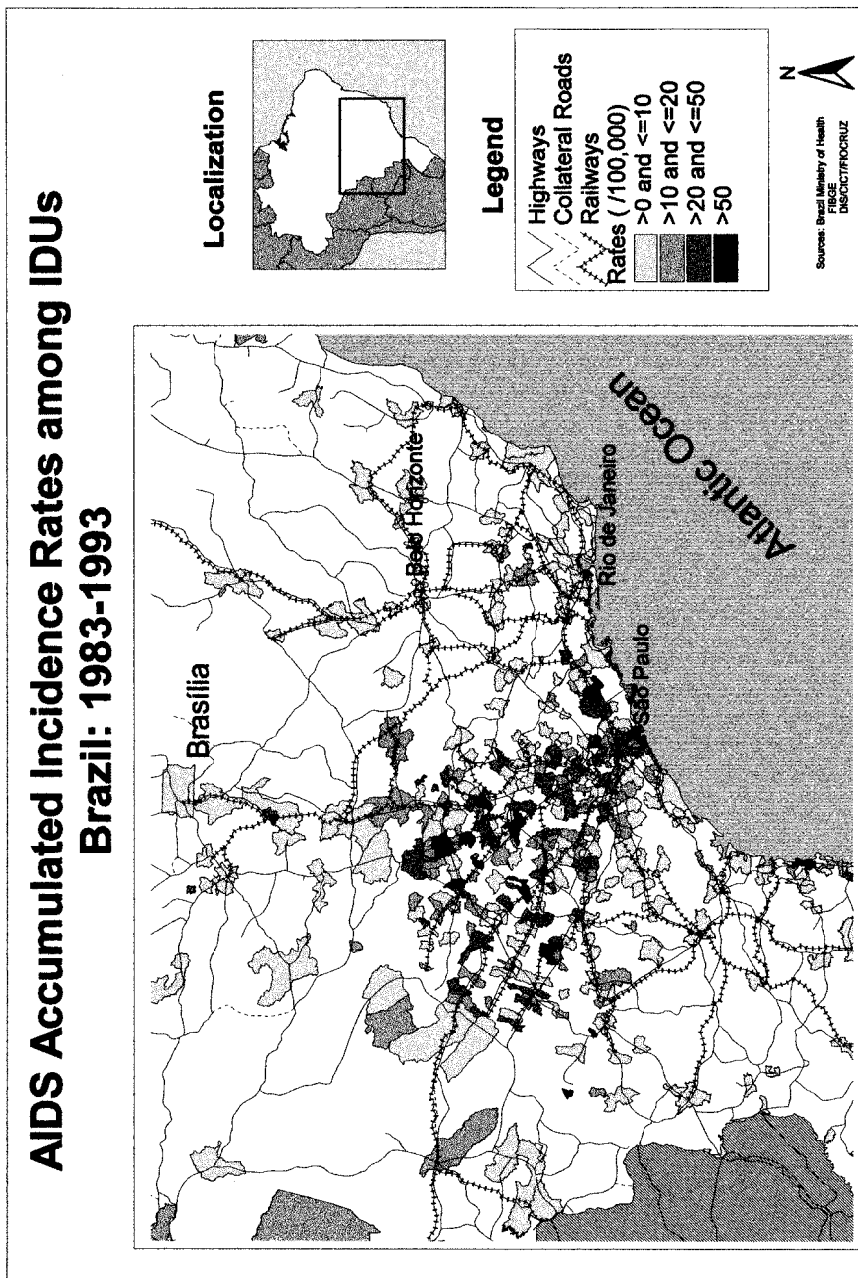 AIDS Accumulated Incidence Rates among IDUs
Brazil: 1983-1993
Brasília
Belo Horizonte
Rio de Janeiro
São Paulo
Atlantic Ocean
Localization
Legend
Highways
Collateral Roads
Railways
Rates ( /100,000)
>0 and <=10
>10 and <=20
>20 and <=50
>50
Sources: Brazil Ministry of Health
FIBGE
DIS/CICT/FIOCRUZ
N